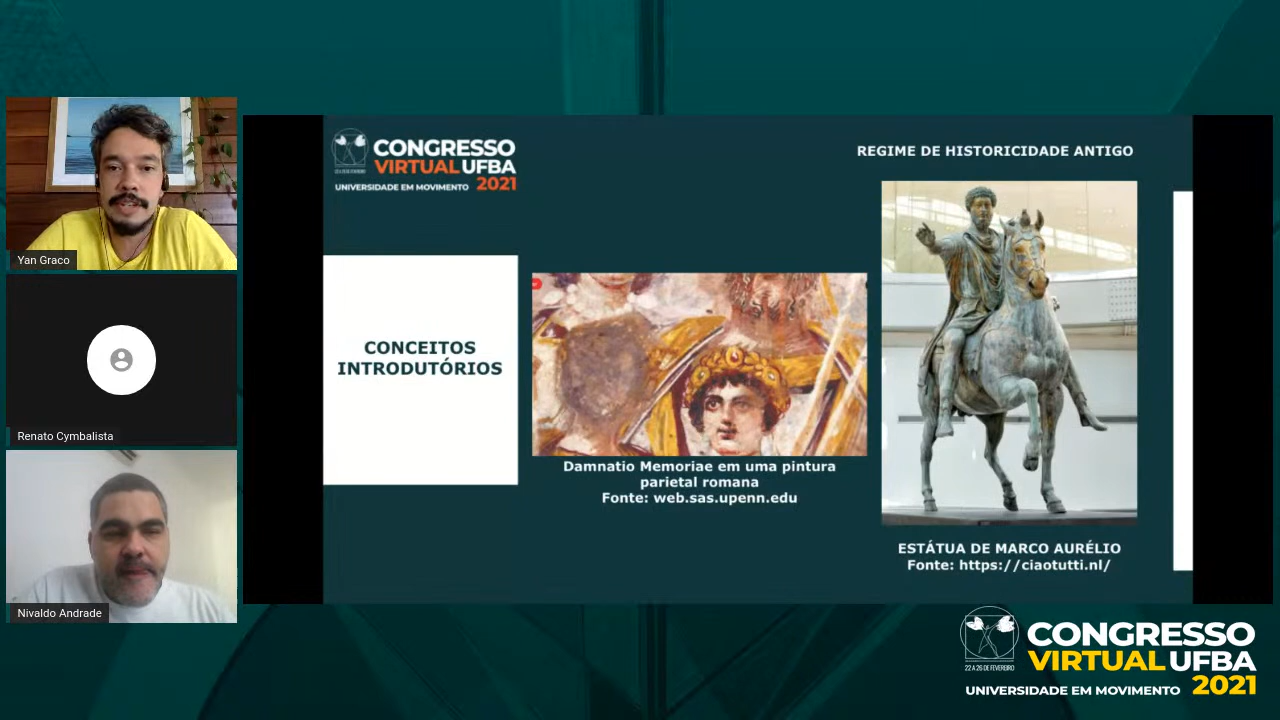 Yan Graco
Renato Cymbalista
Nivaldo Andrade
CONGRESSO
VIRTUAL UFBA
UNIVERSIDADE EM MOVIMENTO 2021
REGIME DE HISTORICIDADE ANTIGO
CONCEITOS
INTRODUTÓRIOS
Damnatio Memoriae em uma pintura
parietal romana
Fonte: web.sas.upenn.edu
ESTÁTUA DE MARCO AURÉLIO
Fonte: https://ciaotutti.nl/
22 A 26 DE FEVEREIRO
CONGRESSO
VIRTUAL UFBA
UNIVERSIDADE EM MOVIMENTO 2021